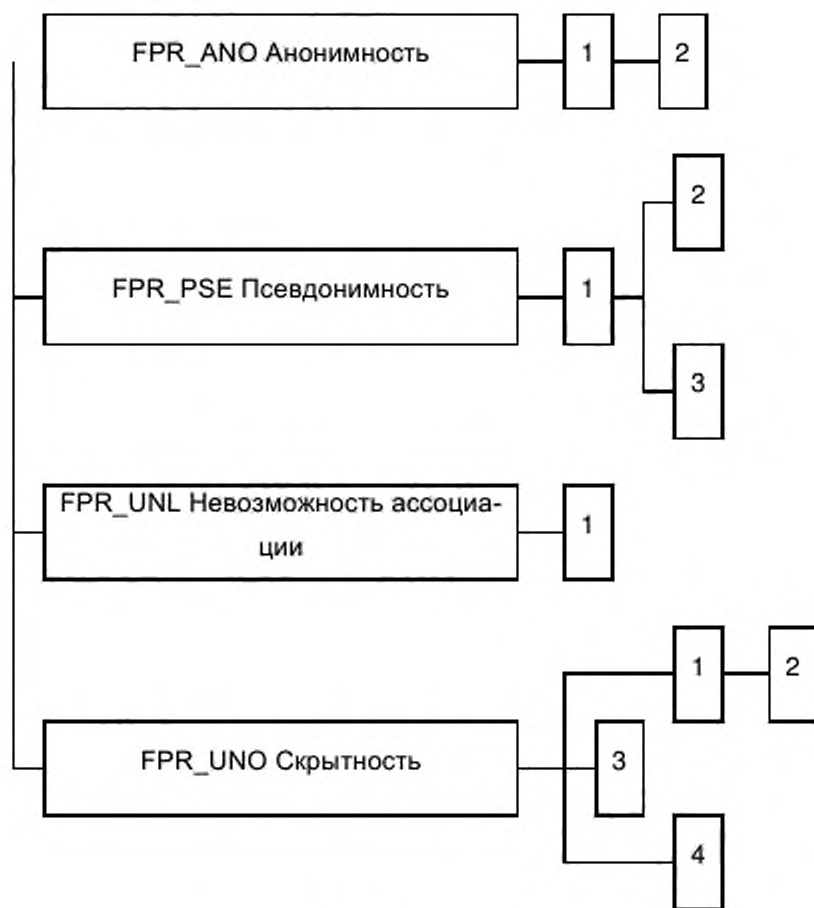 FPR_ANO Анонимность 1 2
2
FPR_PSE Псевдонимность 1
3
FPR_UNL Невозможность ассоциа-
ции
1
1 2
FPR_UNO Скрытность 3
4